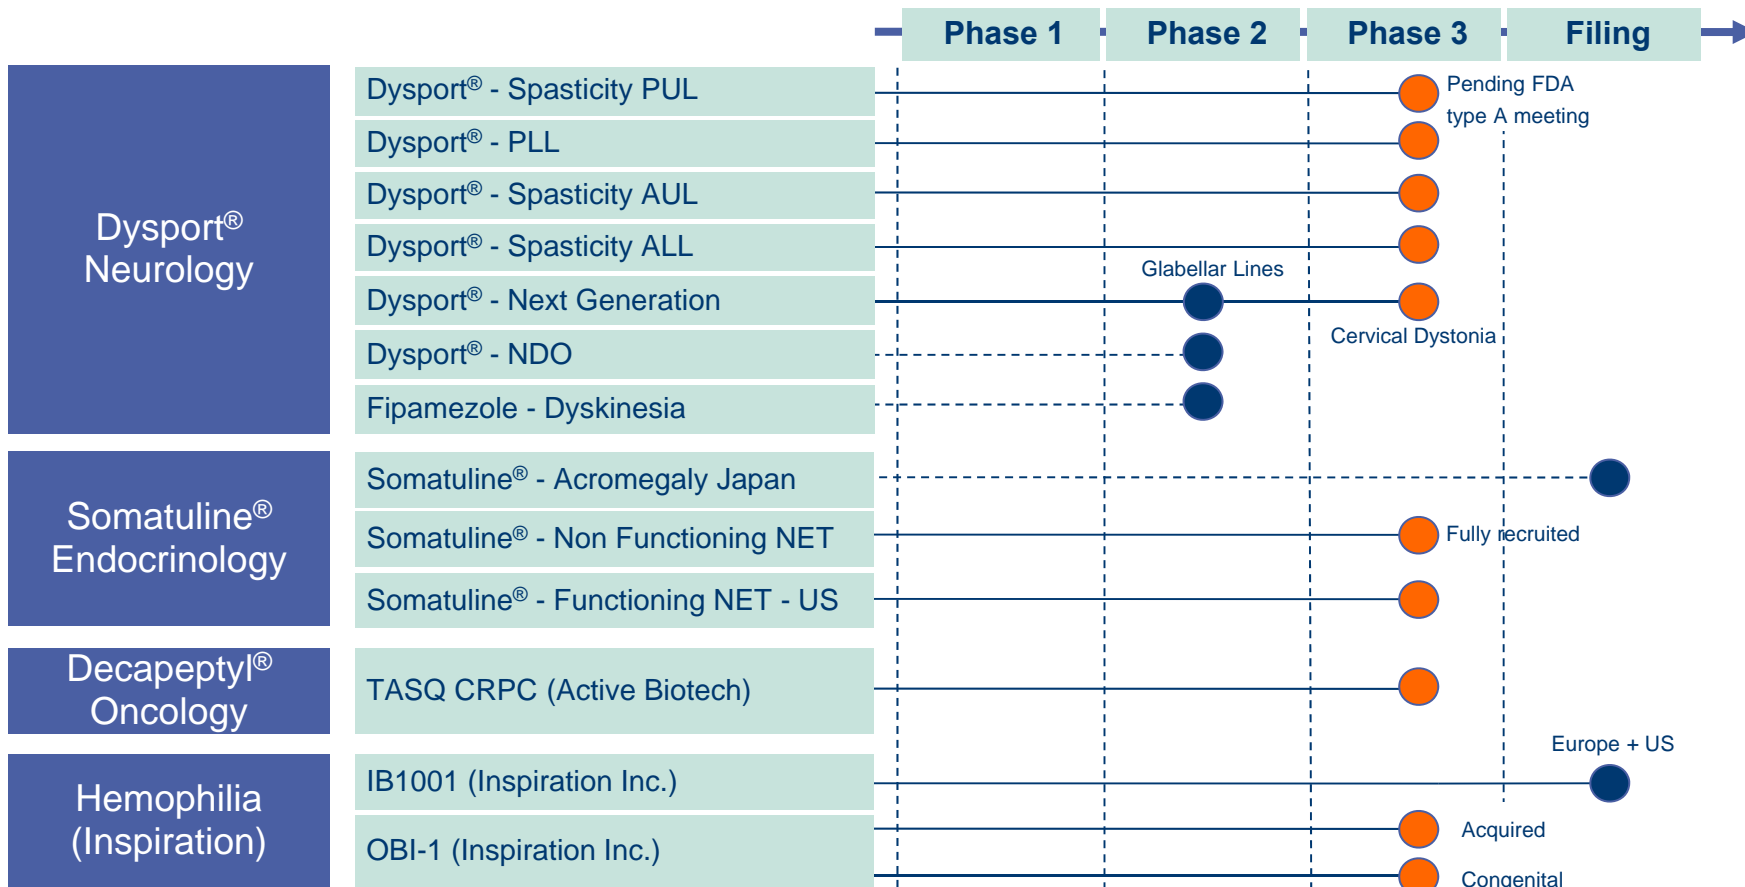 Phase 1
Phase 2
Phase 3
Filing
Dysport®
Neurology
Dysport® - Spasticity PUL
Pending FDA
type A meeting
Dysport® - PLL
Dysport® - Spasticity AUL
Dysport® - Spasticity ALL
Glabellar Lines
Dysport® - Next Generation
Cervical Dystonia
Dysport® - NDO
Fipamezole - Dyskinesia
Somatuline®
Endocrinology
Somatuline® - Acromegaly Japan
Somatuline® - Non Functioning NET
Fully recruited
Somatuline® - Functioning NET - US
Decapeptyl®
Oncology
TASQ CRPC (Active Biotech)
Hemophilia
(Inspiration)
Europe + US
IB1001 (Inspiration Inc.)
OBI-1 (Inspiration Inc.)
Acquired
Congenital